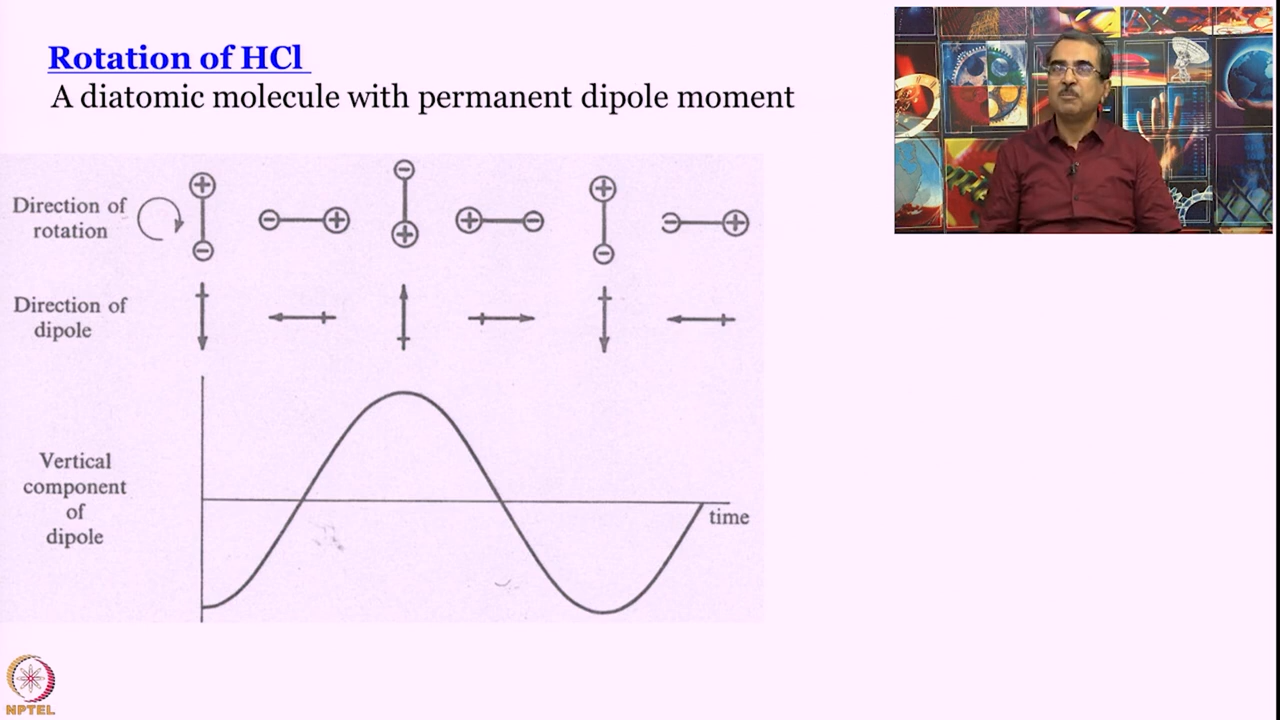 Rotation of HCl
A diatomic molecule with permanent dipole moment
Direction of
rotation
Direction of
dipole
Vertical
component
of
dipole
time
NPTEL